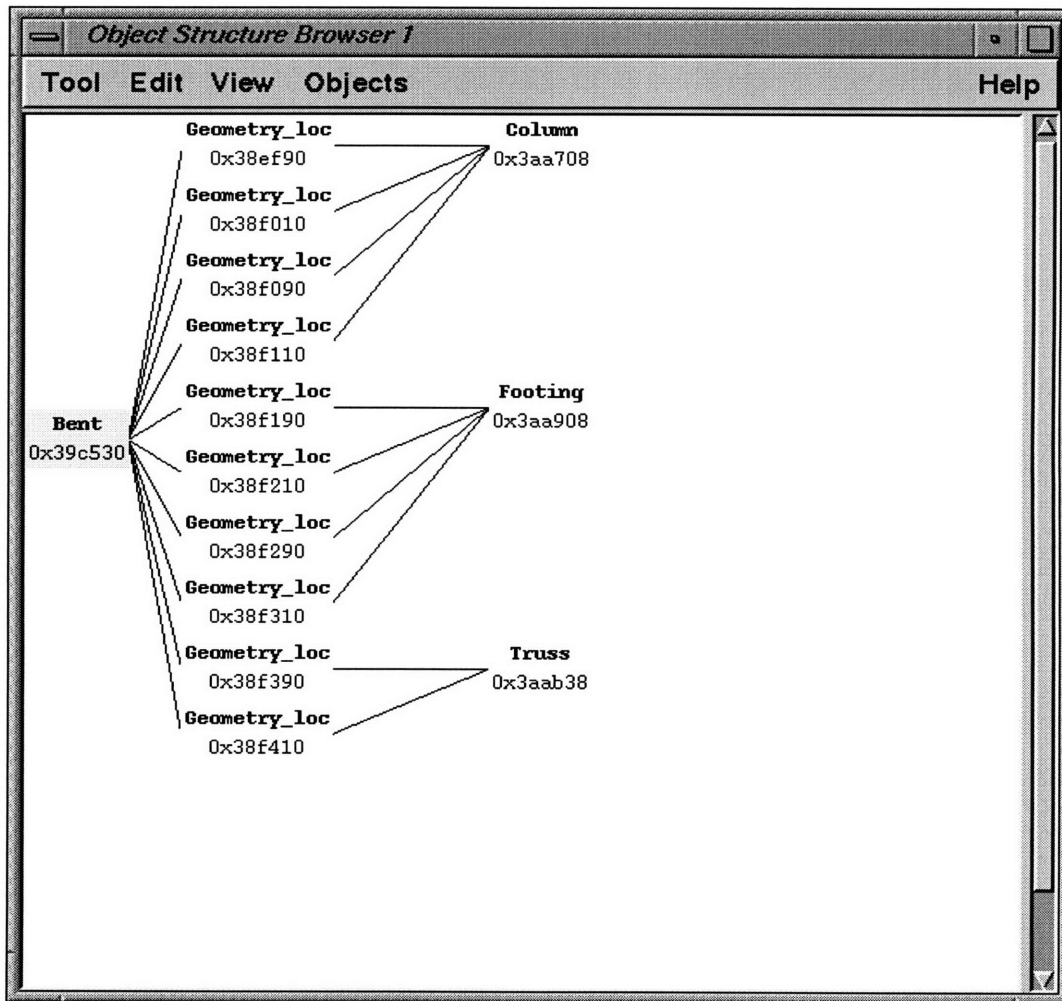 Object Structure Browser 1
Tool Edit View Objects Help
Geometry_loc Column
0x38ef90 0x3aa708
Geometry_loc
0x38f010
Geometry_loc
0x38f090
Geometry_loc
0x38f110
Geometry_loc Footing
0x38f190 0x3aa908
Bent
0x39c530
Geometry_loc
0x38f210
Geometry_loc
0x38f290
Geometry_loc
0x38f310
Geometry_loc Truss
0x38f390 0x3aab38
Geometry_loc
0x38f410